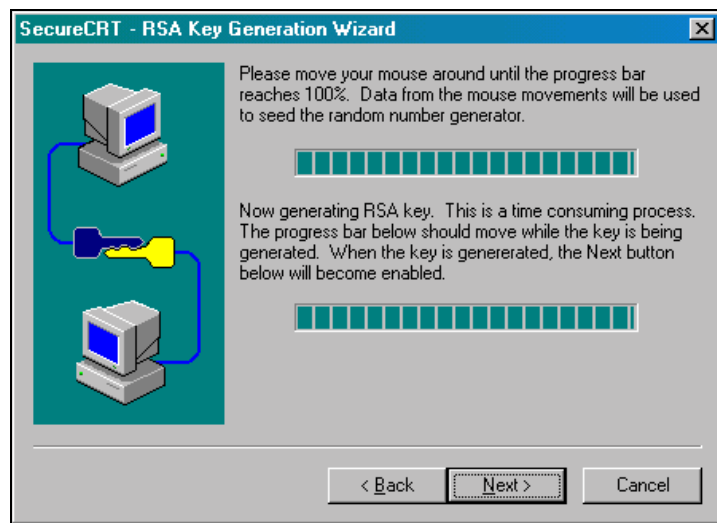 SecureCRT - RSA Key Generation Wizard
Please move your mouse around until the progress bar
reaches 100%. Data from the mouse movements will be used
to seed the random number generator.
Now generating RSA key. This is a time consuming process.
The progress bar below should move while the key is being
generated. When the key is genererated, the Next button
below will become enabled.
< Back
Next >
Cancel